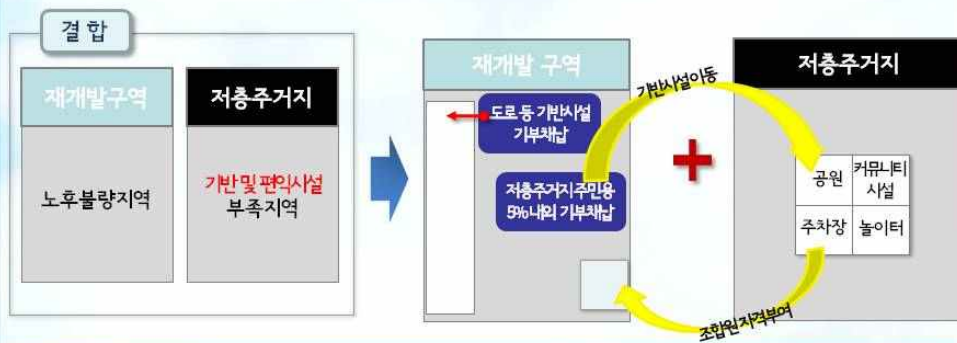 결 합
재개발구역
저층주거지
노후불량지역
기반 및 편익시설
부족지역
재개발 구역
도로 등 기반시설
기부채납
저층주거지 주민용
5% 내외 기부채납
기반시설이동
+
조합원 자격부여
저층주거지
공원
커뮤니티
시설
주차장
놀이터